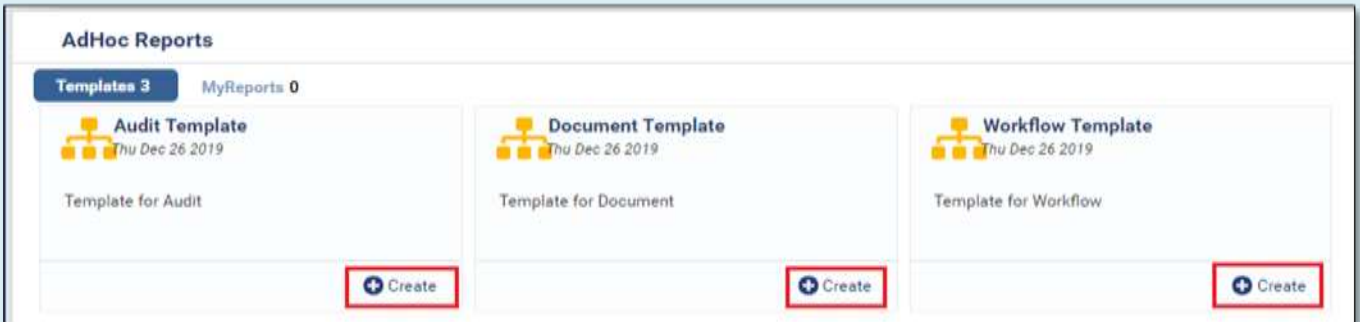 AdHoc Reports
Templates 3 MyReports 0
Audit Template
Thu Dec 26 2019
Template for Audit
Create
Document Template
Thu Dec 26 2019
Template for Document
Create
Workflow Template
Thu Dec 26 2019
Template for Workflow
Create